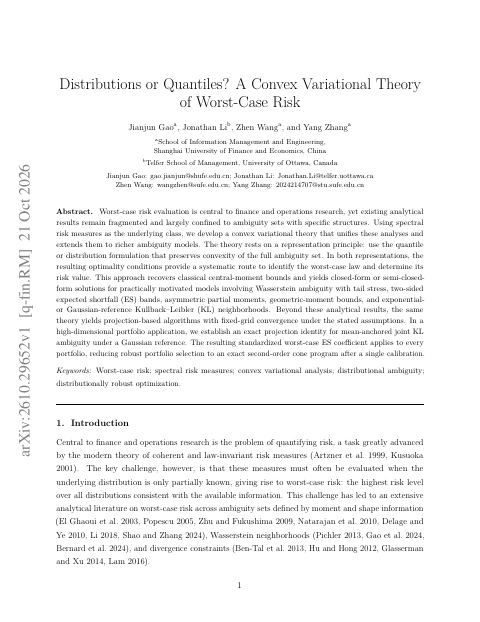 Distributions or Quantiles? A Convex Variational Theory
of Worst-Case Risk
Jianjun Gaoᵃ, Jonathan Liᵇ, Zhen Wangᵃ, and Yang Zhangᵃ
ᵃSchool of Information Management and Engineering,
Shanghai University of Finance and Economics, China
ᵇTelfer School of Management, University of Ottawa, Canada
Jianjun Gao: gao.jianjun@shufe.edu.cn; Jonathan Li: Jonathan.Li@telfer.uottawa.ca
Zhen Wang: wangzhen@sufe.edu.cn; Yang Zhang: 2024214707@stu.sufe.edu.cn
Abstract. Worst-case risk evaluation is central to finance and operations research, yet existing analytical
results remain fragmented and largely confined to ambiguity sets with specific structures. Using spectral
risk measures as the underlying class, we develop a convex variational theory that unifies these analyses and
extends them to richer ambiguity models. The theory rests on a representation principle: use the quantile
or distribution formulation that preserves convexity of the full ambiguity set. In both representations, the
resulting optimality conditions provide a systematic route to identify the worst-case law and determine its
risk value. This approach recovers classical central-moment bounds and yields closed-form or semi-closed-
form solutions for practically motivated models involving Wasserstein ambiguity with tail stress, two-sided
expected shortfall (ES) bands, asymmetric partial moments, geometric-moment bounds, and exponential-
or Gaussian-reference Kullback–Leibler (KL) neighborhoods. Beyond these analytical results, the same
theory yields projection-based algorithms with fixed-grid convergence under the stated assumptions. In a
high-dimensional portfolio application, we establish an exact projection identity for mean-anchored joint KL
ambiguity under a Gaussian reference. The resulting standardized worst-case ES coefficient applies to every
portfolio, reducing robust portfolio selection to an exact second-order cone program after a single calibration.
Keywords: Worst-case risk; spectral risk measures; convex variational analysis; distributional ambiguity;
distributionally robust optimization.
1. Introduction
Central to finance and operations research is the problem of quantifying risk, a task greatly advanced
by the modern theory of coherent and law-invariant risk measures (Artzner et al. 1999, Kusuoka
2001). The key challenge, however, is that these measures must often be evaluated when the
underlying distribution is only partially known, giving rise to worst-case risk: the highest risk level
over all distributions consistent with the available information. This challenge has led to an extensive
analytical literature on worst-case risk across ambiguity sets defined by moment and shape information
(El Ghaoui et al. 2003, Popescu 2005, Zhu and Fukushima 2009, Natarajan et al. 2010, Delage and
Ye 2010, Li 2018, Shao and Zhang 2024), Wasserstein neighborhoods (Pichler 2013, Gao et al. 2024,
Bernard et al. 2024), and divergence constraints (Ben-Tal et al. 2013, Hu and Hong 2012, Glasserman
and Xu 2014, Lam 2016).
1
arXiv:2610.29652v1 [q-fin.RM] 21 Oct 2026